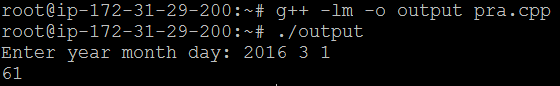 root@ip-172-31-29-200:~# g++ -lm -o output pra.cpp
root@ip-172-31-29-200:~# ./output
Enter year month day: 2016 3 1
61